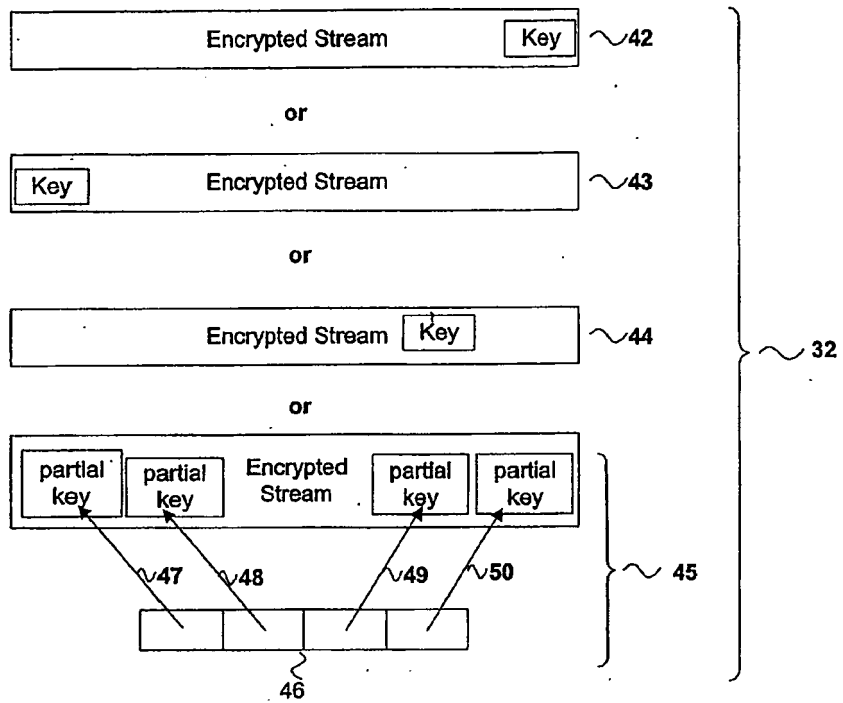 Encrypted Stream Key 42
or
Key Encrypted Stream 43
or
Encrypted Stream Key 44
32
or
partial key partial key Encrypted Stream partial key partial key
47 48 49 50 45
46